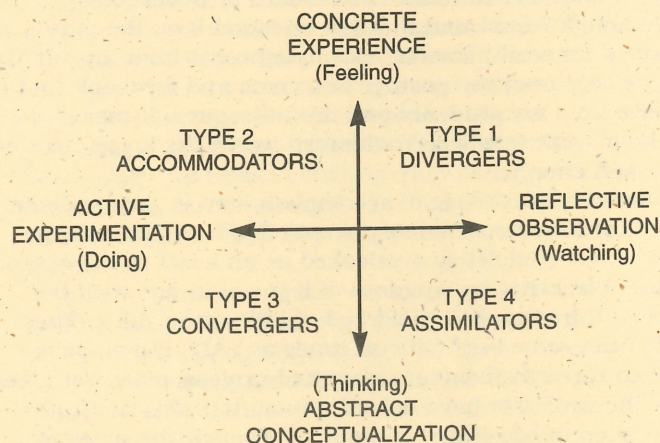 CONCRETE
EXPERIENCE
(Feeling)
TYPE 2
ACCOMMODATORS
TYPE 1
DIVERGERS
ACTIVE
EXPERIMENTATION
(Doing)
REFLECTIVE
OBSERVATION
(Watching)
TYPE 3
CONVERGERS
TYPE 4
ASSIMILATORS
(Thinking)
ABSTRACT
CONCEPTUALIZATION